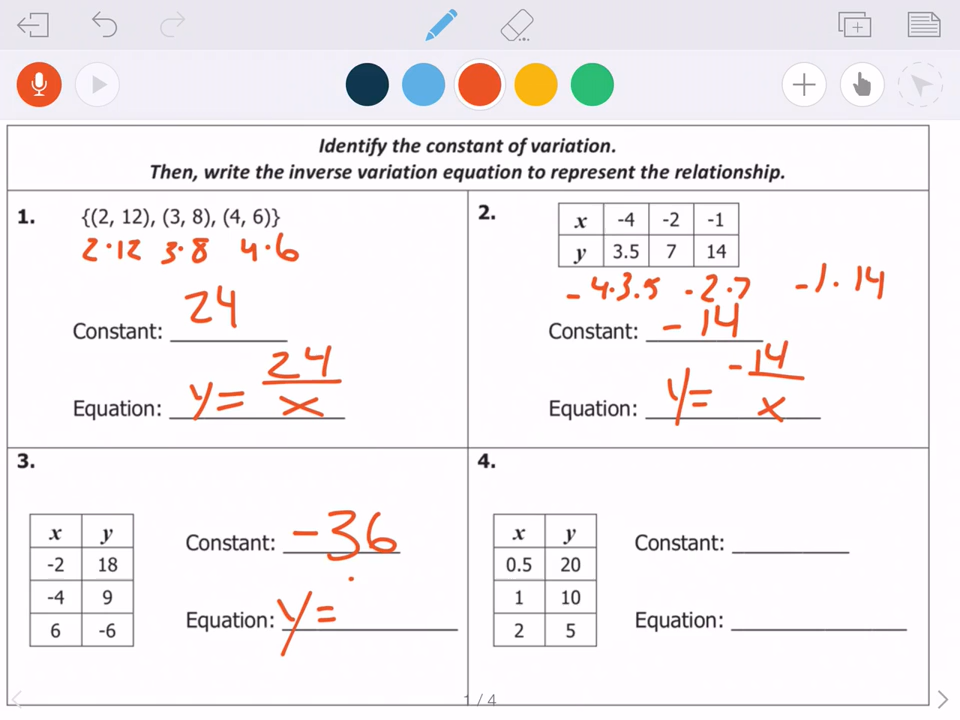 Identify the constant of variation.
Then, write the inverse variation equation to represent the relationship.
1.
{(2, 12), (3, 8), (4, 6)}
2·12 3·8 4·6
24
Constant:
24
Equation: y = 
x
2.
x -4 -2 -1
y 3.5 7 14
-4·3.5 -2·7 -1·14
Constant: -14
-14
Equation: y =
x
3.
x y
-2 18
-4 9
6 -6
Constant: -36
Equation: y =
4.
x y
0.5 20
1 10
2 5
Constant:
Equation:
1 / 4